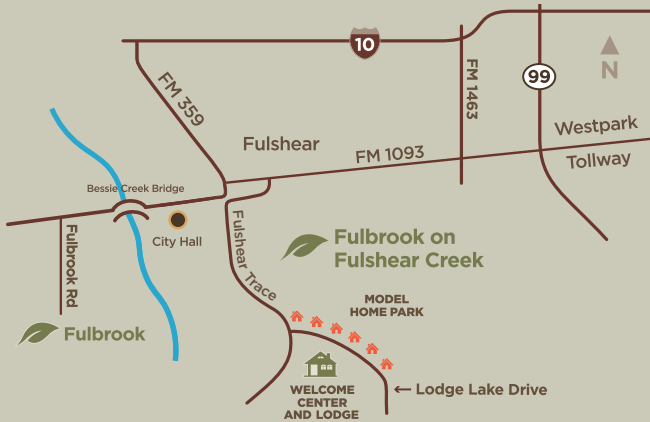 10
99
N
FM 359
FM 1463
Westpark
Tollway
Fulshear
FM 1093
Bessie Creek Bridge
City Hall
Fulbrook Rd
Fulshear Trace
Fulbrook on
Fulshear Creek
Fulbrook
MODEL
HOME PARK
WELCOME
CENTER
AND LODGE
← Lodge Lake Drive